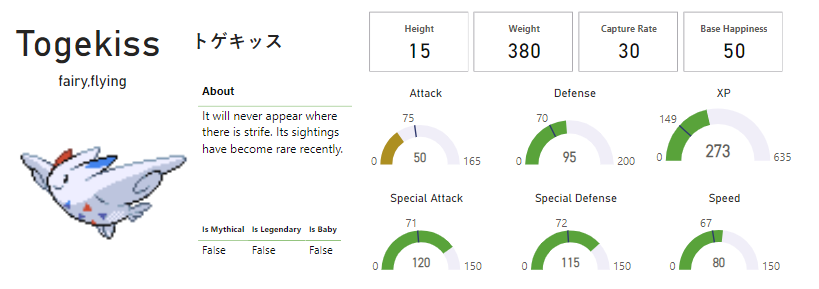 Togekiss
トゲキッス
fairy,flying
Height
15
Weight
380
Capture Rate
30
Base Happiness
50
About
It will never appear where
there is strife. Its sightings
have become rare recently.
Is Mythical Is Legendary Is Baby
False False False
Attack
75
0 50 165
Defense
70
0 95 200
XP
149
0 273 635
Special Attack
71
0 120 150
Special Defense
72
0 115 150
Speed
67
0 80 150